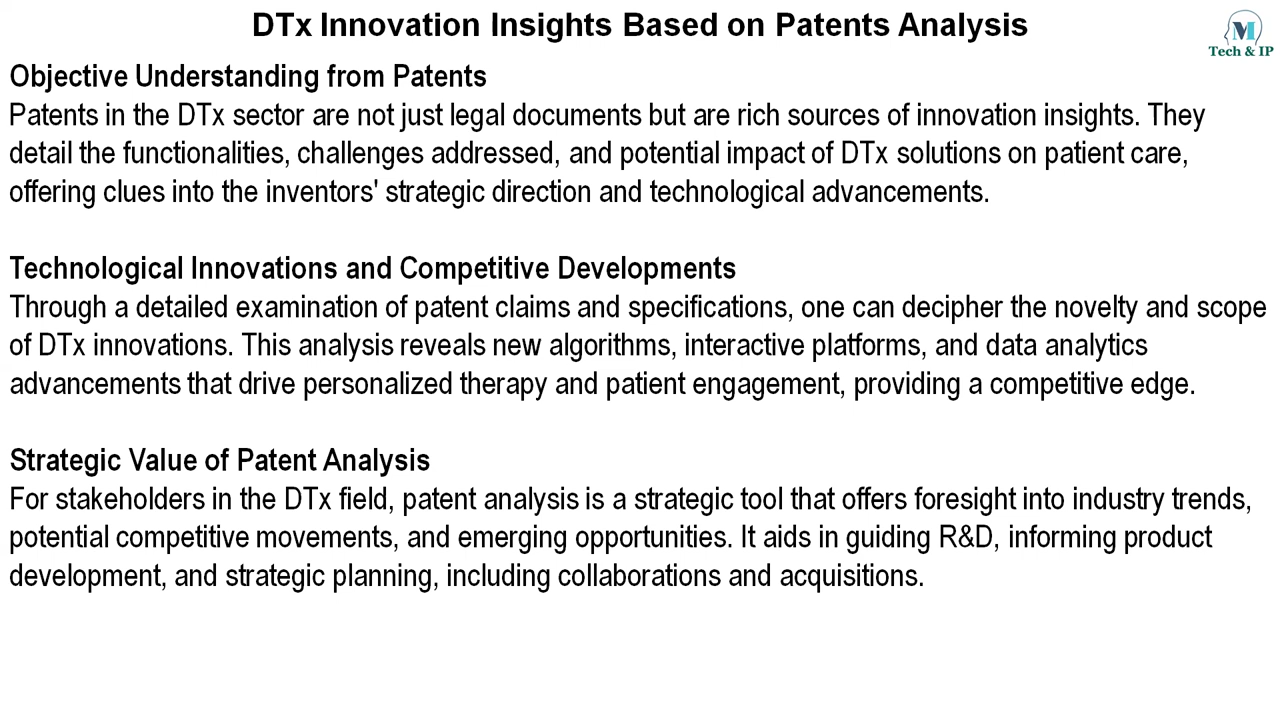 DTx Innovation Insights Based on Patents Analysis
M
Tech & IP
Objective Understanding from Patents
Patents in the DTx sector are not just legal documents but are rich sources of innovation insights. They
detail the functionalities, challenges addressed, and potential impact of DTx solutions on patient care,
offering clues into the inventors' strategic direction and technological advancements.
Technological Innovations and Competitive Developments
Through a detailed examination of patent claims and specifications, one can decipher the novelty and scope
of DTx innovations. This analysis reveals new algorithms, interactive platforms, and data analytics
advancements that drive personalized therapy and patient engagement, providing a competitive edge.
Strategic Value of Patent Analysis
For stakeholders in the DTx field, patent analysis is a strategic tool that offers foresight into industry trends,
potential competitive movements, and emerging opportunities. It aids in guiding R&D, informing product
development, and strategic planning, including collaborations and acquisitions.